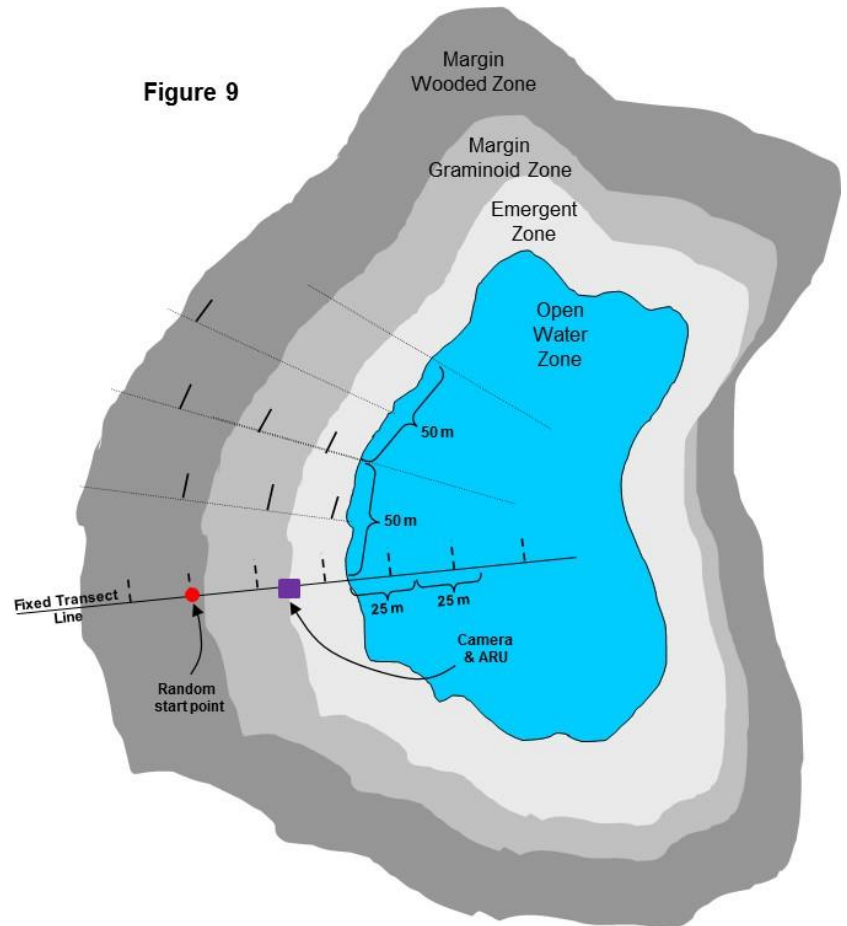 Figure 9
Margin
Wooded Zone
Margin
Graminoid Zone
Emergent
Zone
Open
Water
Zone
50 m
50 m
Fixed Transect
Line
25 m
25 m
Camera
& ARU
Random
start point